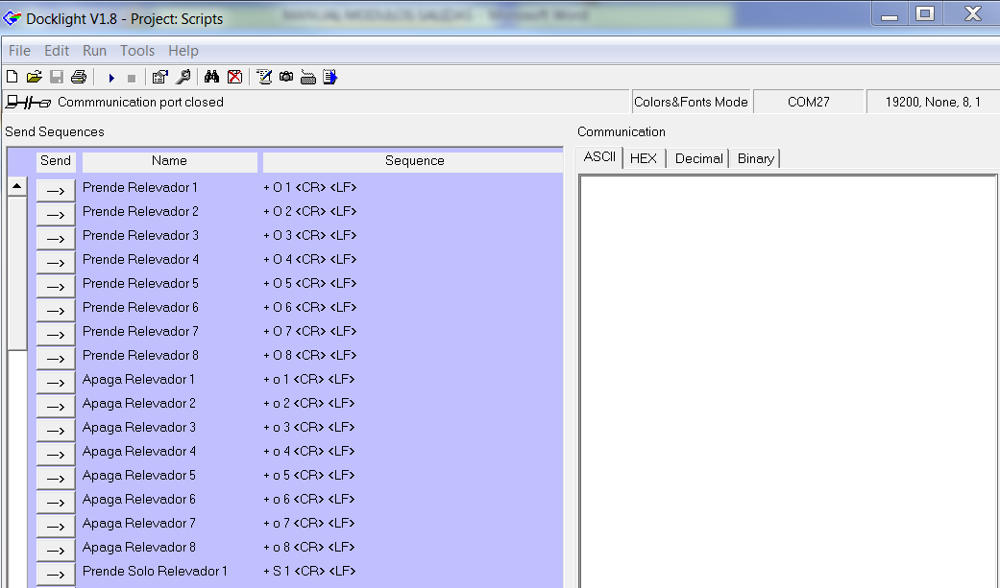 Docklight V1.8 - Project: Scripts
File Edit Run Tools Help
Commmunication port closed
Colors&Fonts Mode
COM27
19200, None, 8, 1
Send Sequences
Communication
Send Name Sequence
ASCII HEX Decimal Binary
---> Prende Relevador 1 + O 1 <CR> <LF>
---> Prende Relevador 2 + O 2 <CR> <LF>
---> Prende Relevador 3 + O 3 <CR> <LF>
---> Prende Relevador 4 + O 4 <CR> <LF>
---> Prende Relevador 5 + O 5 <CR> <LF>
---> Prende Relevador 6 + O 6 <CR> <LF>
---> Prende Relevador 7 + O 7 <CR> <LF>
---> Prende Relevador 8 + O 8 <CR> <LF>
---> Apaga Relevador 1 + o 1 <CR> <LF>
---> Apaga Relevador 2 + o 2 <CR> <LF>
---> Apaga Relevador 3 + o 3 <CR> <LF>
---> Apaga Relevador 4 + o 4 <CR> <LF>
---> Apaga Relevador 5 + o 5 <CR> <LF>
---> Apaga Relevador 6 + o 6 <CR> <LF>
---> Apaga Relevador 7 + o 7 <CR> <LF>
---> Apaga Relevador 8 + o 8 <CR> <LF>
---> Prende Solo Relevador 1 + S 1 <CR> <LF>